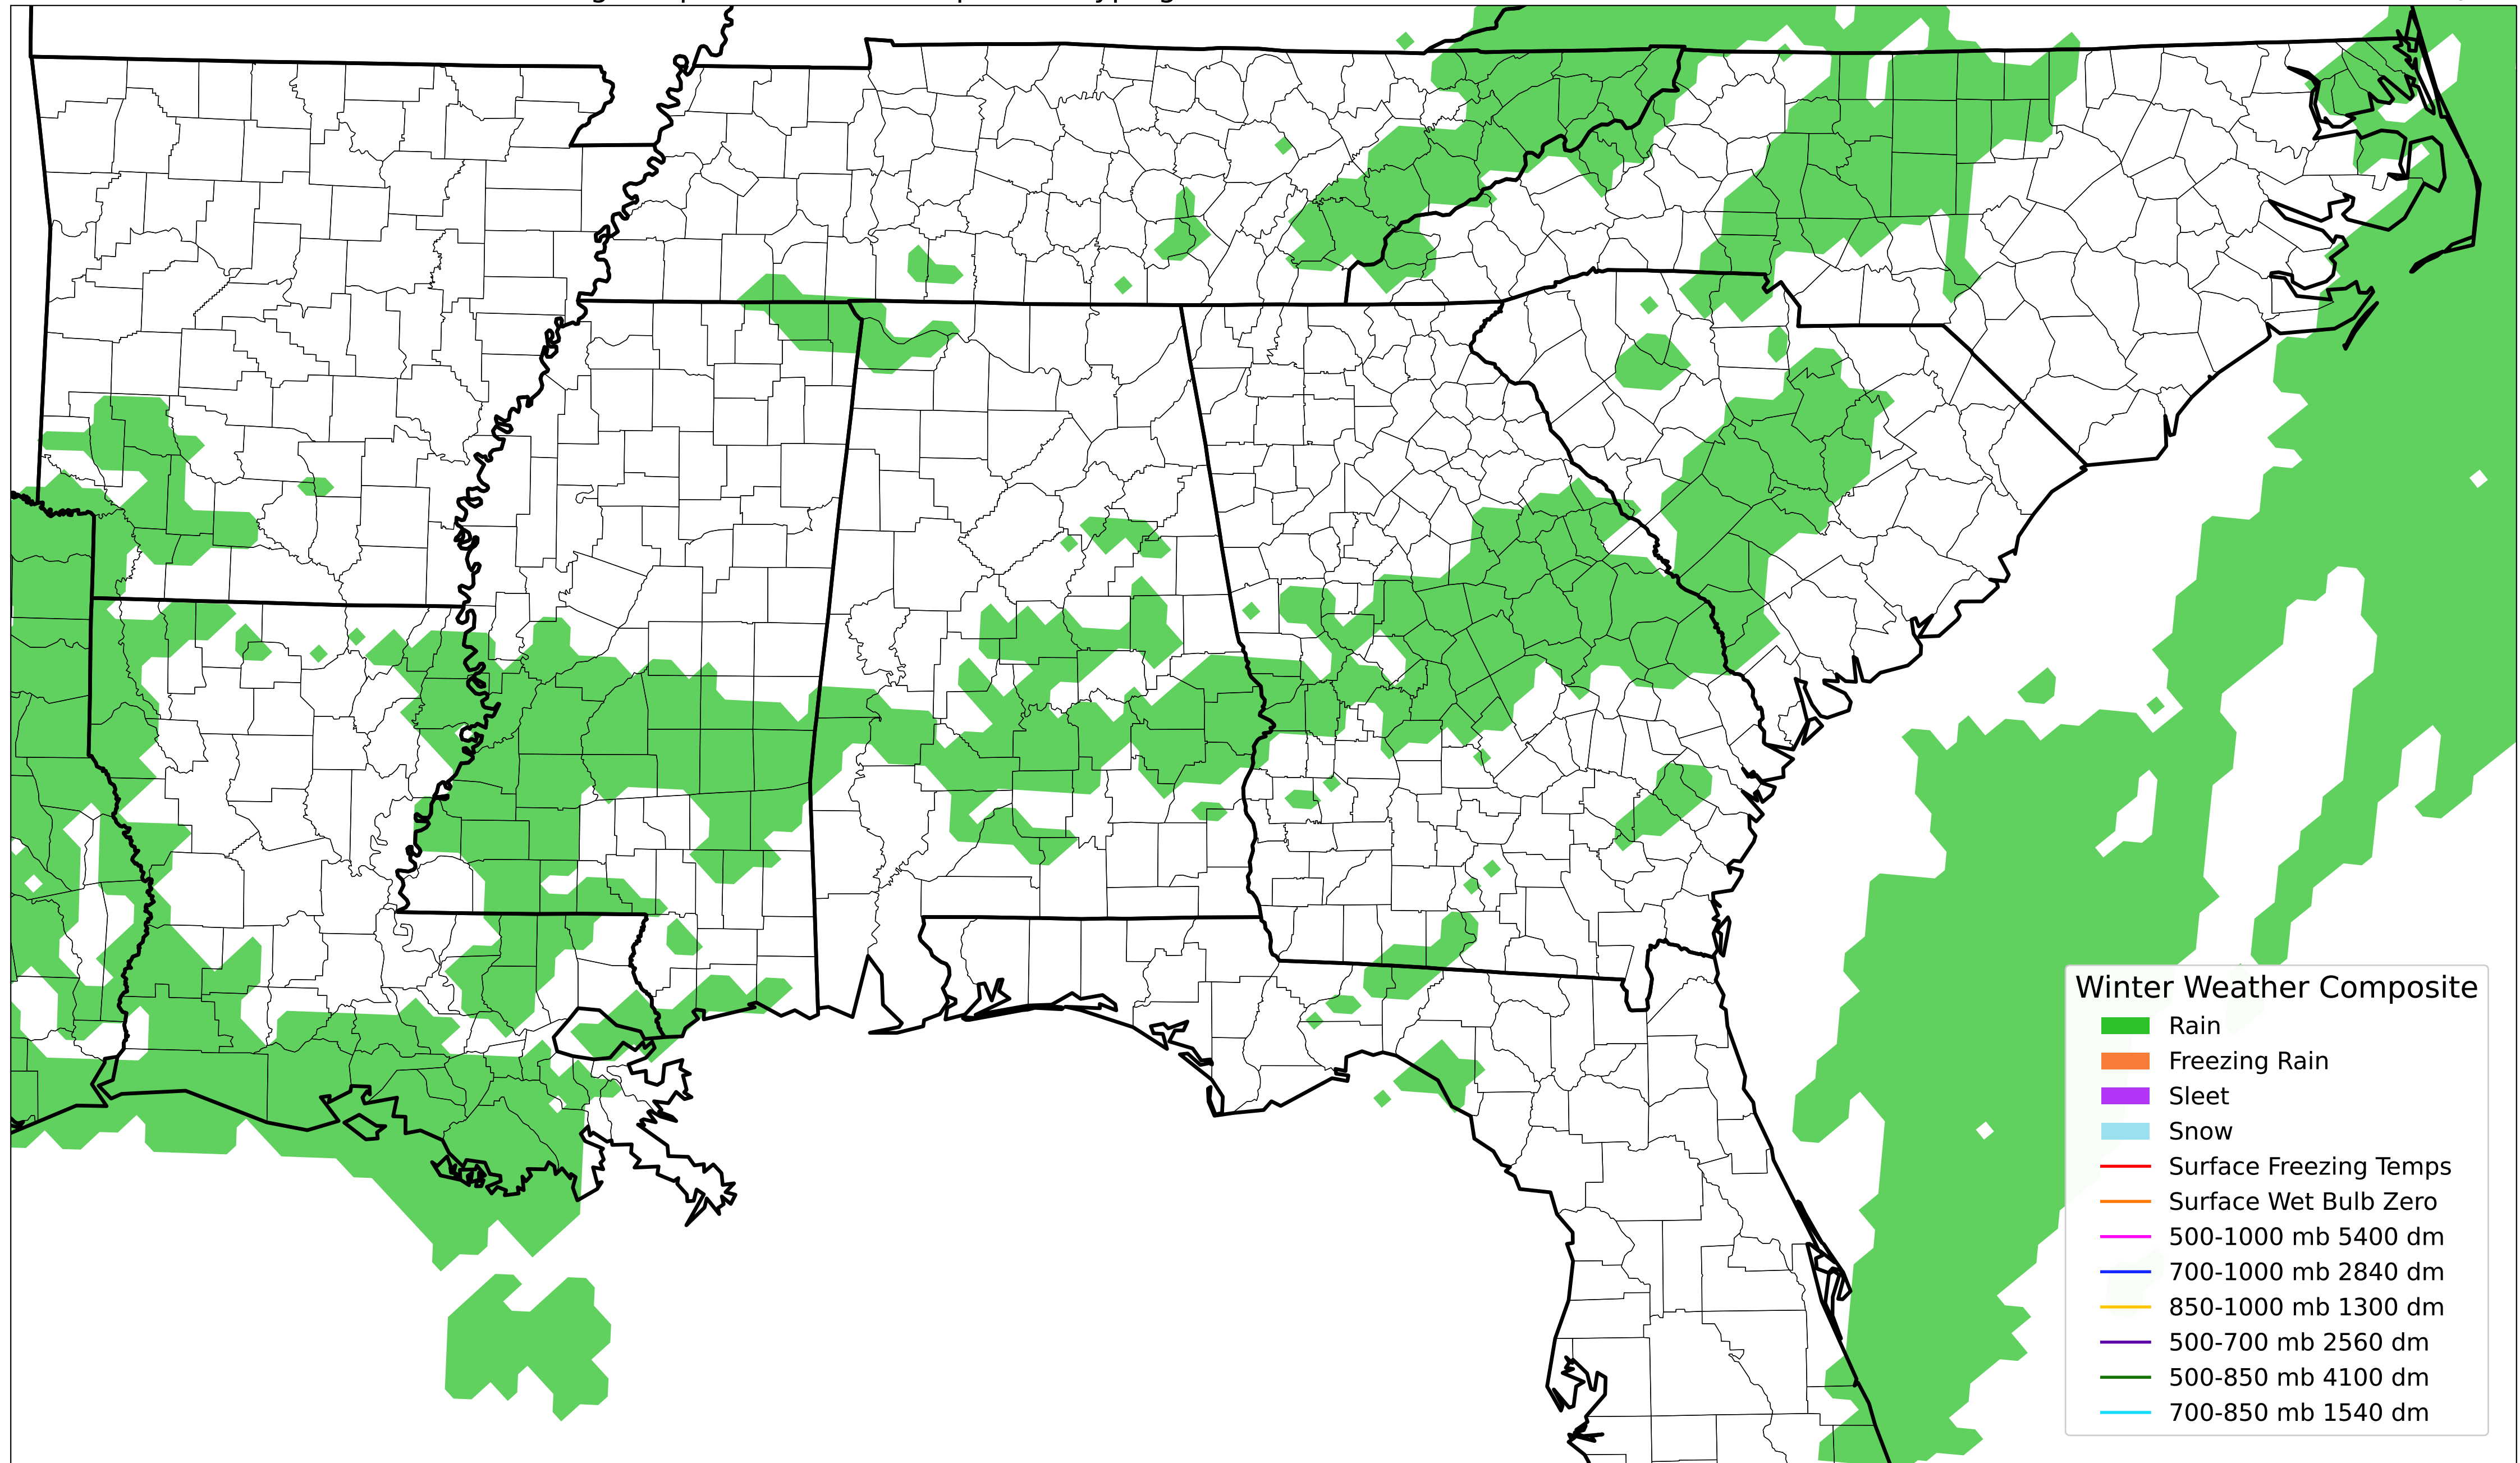 Winter Weather Composite
Rain
Freezing Rain
Sleet
Snow
Surface Freezing Temps
Surface Wet Bulb Zero
500-1000 mb 5400 dm
700-1000 mb 2840 dm
850-1000 mb 1300 dm
500-700 mb 2560 dm
500-850 mb 4100 dm
700-850 mb 1540 dm